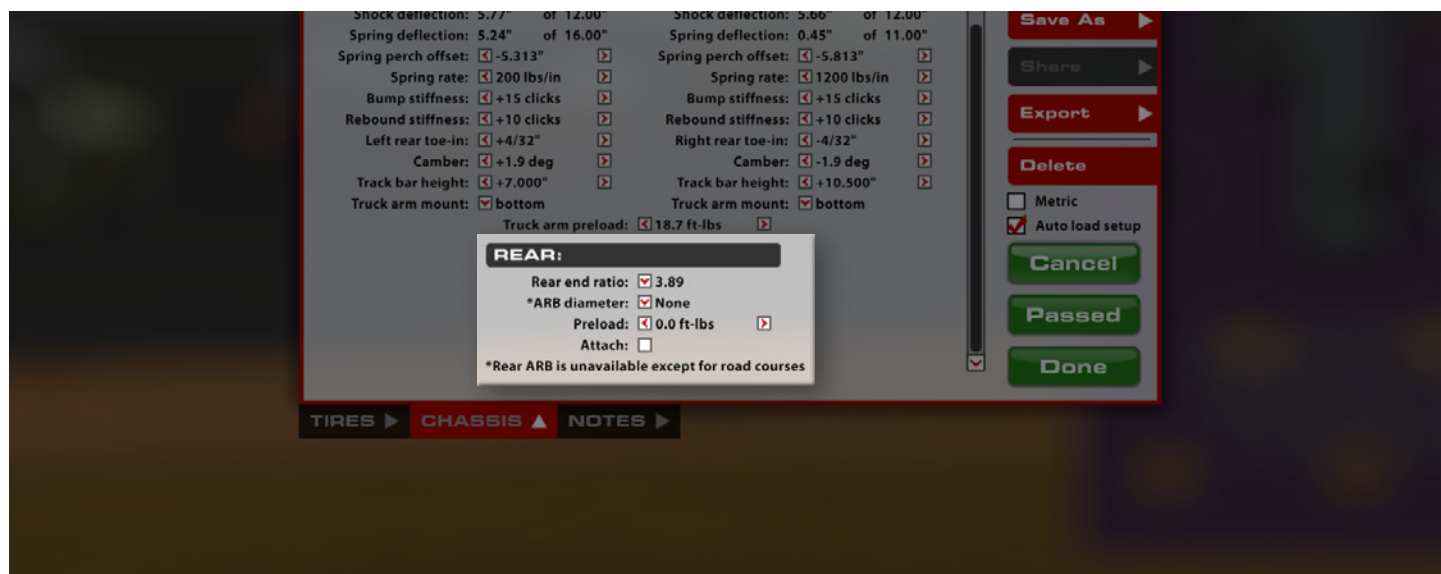 Shock deflection: 5.77" of 12.00" Shock deflection: 5.66" of 12.00"
Spring deflection: 5.24" of 16.00" Spring deflection: 0.45" of 11.00"
Spring perch offset: -5.313" Spring perch offset: -5.813"
Spring rate: 200 lbs/in Spring rate: 1200 lbs/in
Bump stiffness: +15 clicks Bump stiffness: +15 clicks
Rebound stiffness: +10 clicks Rebound stiffness: +10 clicks
Left rear toe-in: +4/32" Right rear toe-in: -4/32"
Camber: +1.9 deg Camber: -1.9 deg
Track bar height: +7.000" Track bar height: +10.500"
Truck arm mount: bottom Truck arm mount: bottom
Truck arm preload: 18.7 ft-lbs
REAR:
Rear end ratio: 3.89
*ARB diameter: None
Preload: 0.0 ft-lbs
Attach:
*Rear ARB is unavailable except for road courses
Save As
Share
Export
Delete
Metric
Auto load setup
Cancel
Passed
Done
TIRES CHASSIS NOTES